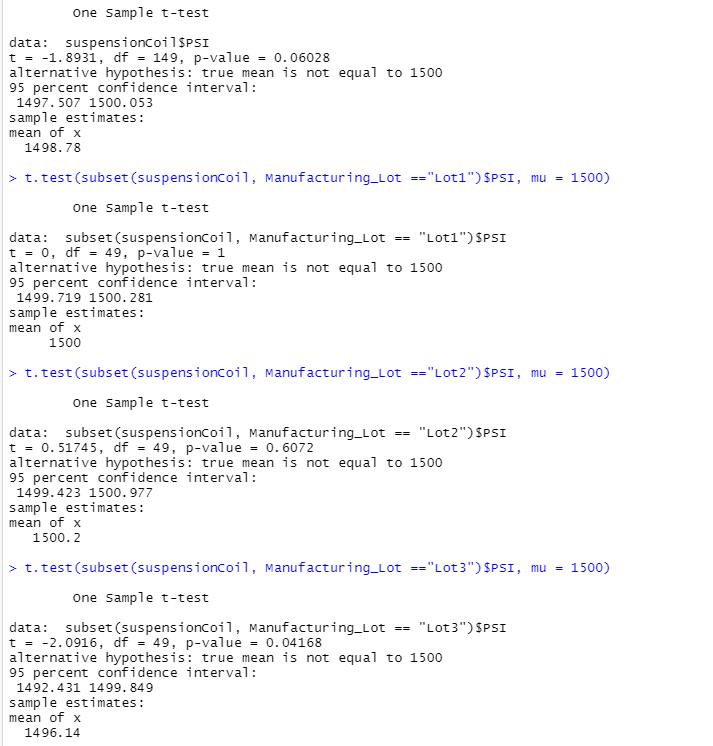 One Sample t-test

data:  suspensionCoil$PSI
t = -1.8931, df = 149, p-value = 0.06028
alternative hypothesis: true mean is not equal to 1500
95 percent confidence interval:
 1497.507 1500.053
sample estimates:
mean of x
  1498.78

> t.test(subset(suspensionCoil, Manufacturing_Lot =="Lot1")$PSI, mu = 1500)

        One Sample t-test

data:  subset(suspensionCoil, Manufacturing_Lot == "Lot1")$PSI
t = 0, df = 49, p-value = 1
alternative hypothesis: true mean is not equal to 1500
95 percent confidence interval:
 1499.719 1500.281
sample estimates:
mean of x
     1500

> t.test(subset(suspensionCoil, Manufacturing_Lot =="Lot2")$PSI, mu = 1500)

        One Sample t-test

data:  subset(suspensionCoil, Manufacturing_Lot == "Lot2")$PSI
t = 0.51745, df = 49, p-value = 0.6072
alternative hypothesis: true mean is not equal to 1500
95 percent confidence interval:
 1499.423 1500.977
sample estimates:
mean of x
   1500.2

> t.test(subset(suspensionCoil, Manufacturing_Lot =="Lot3")$PSI, mu = 1500)

        One Sample t-test

data:  subset(suspensionCoil, Manufacturing_Lot == "Lot3")$PSI
t = -2.0916, df = 49, p-value = 0.04168
alternative hypothesis: true mean is not equal to 1500
95 percent confidence interval:
 1492.431 1499.849
sample estimates:
mean of x
  1496.14